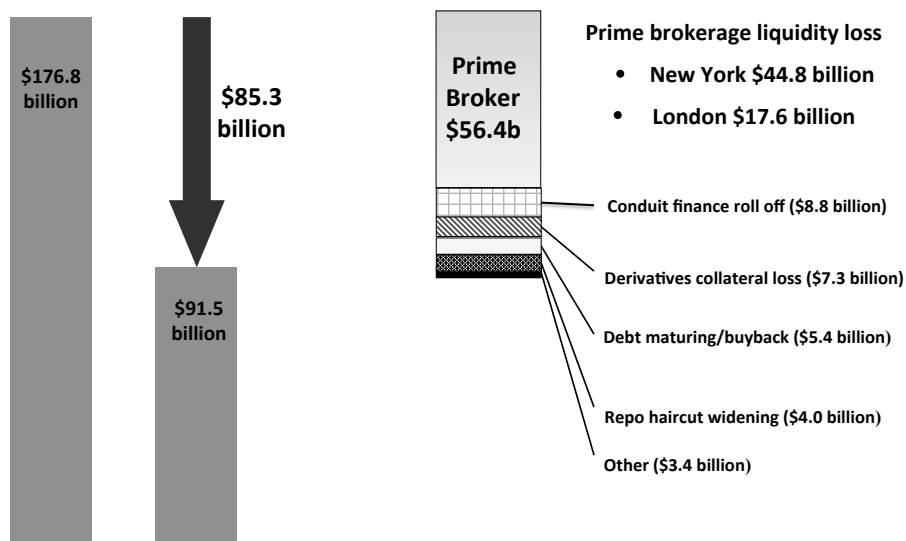 $176.8
billion
$85.3
billion
$91.5
billion
Prime
Broker
$56.4b
Prime brokerage liquidity loss
• New York $44.8 billion
• London $17.6 billion
Conduit finance roll off ($8.8 billion)
Derivatives collateral loss ($7.3 billion)
Debt maturing/buyback ($5.4 billion)
Repo haircut widening ($4.0 billion)
Other ($3.4 billion)